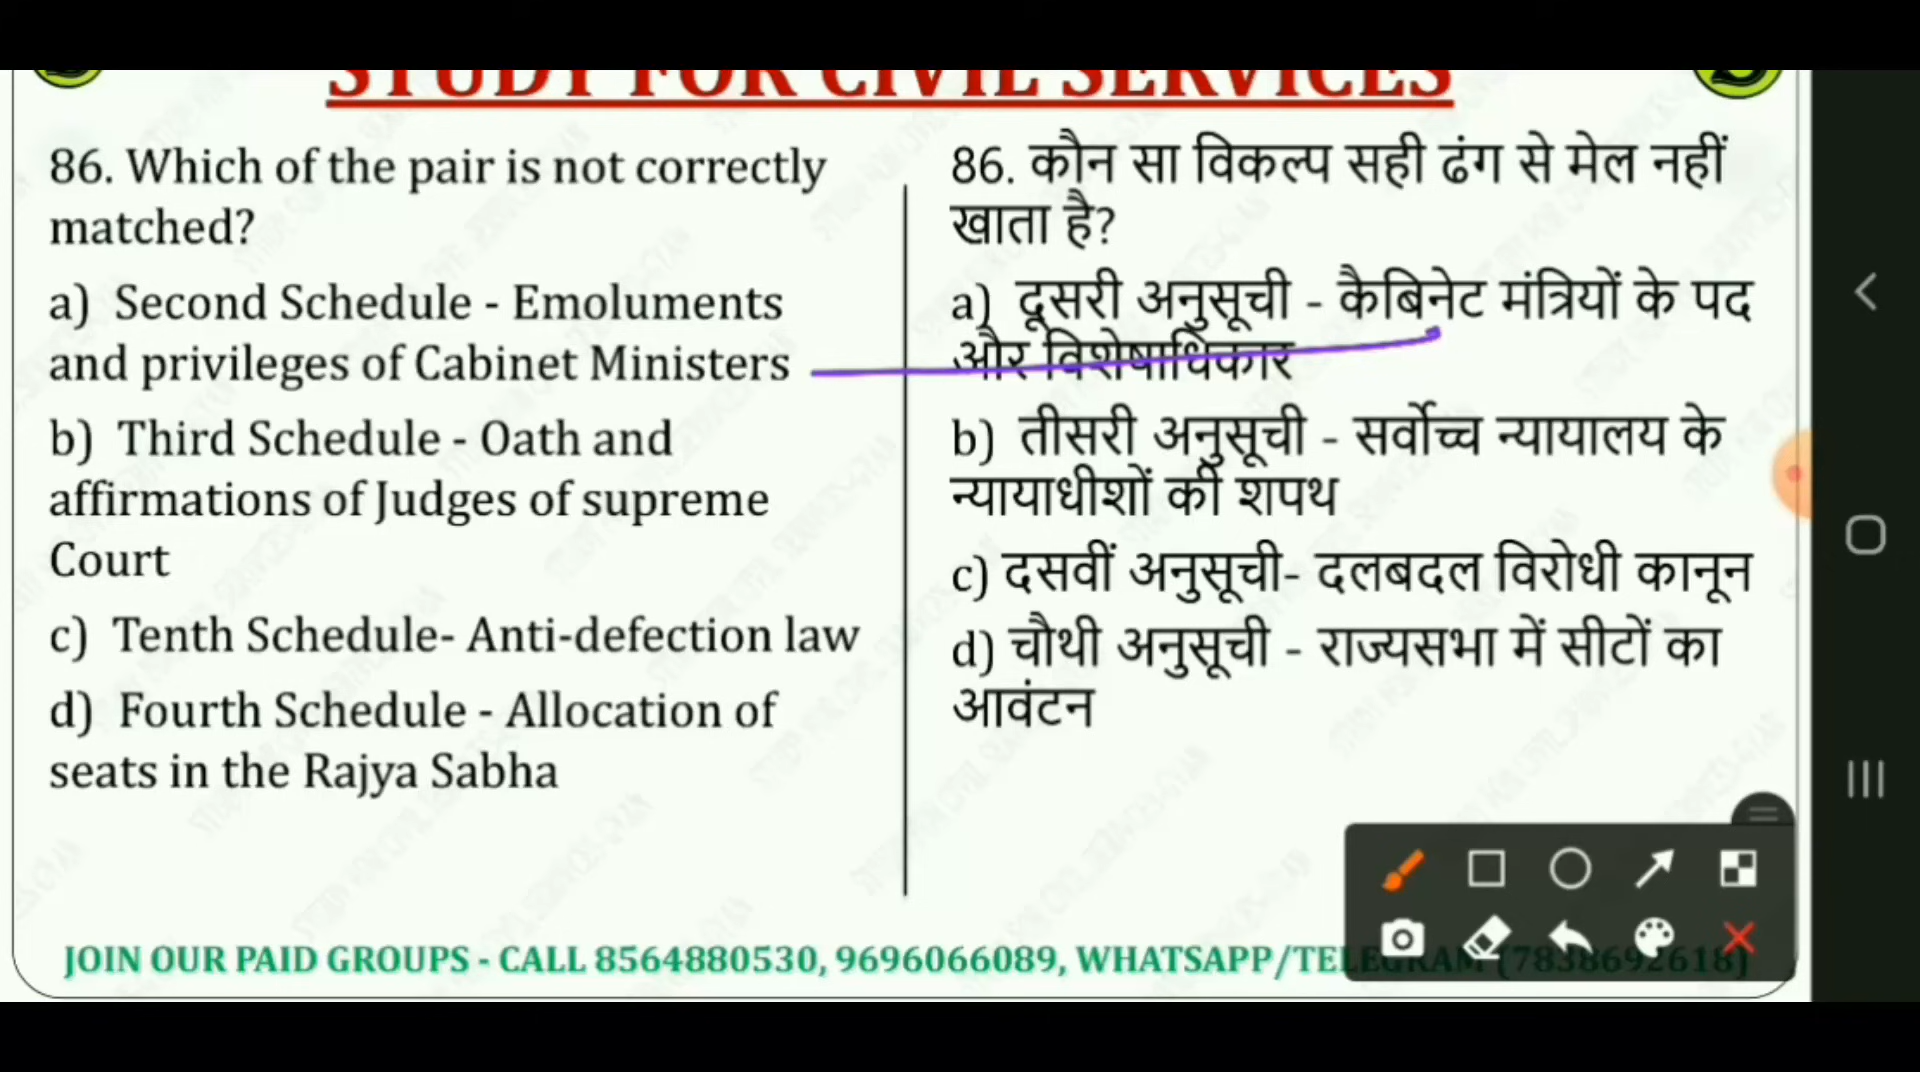 STUDY FOR CIVIL SERVICES
86. Which of the pair is not correctly
matched?
a) Second Schedule - Emoluments
and privileges of Cabinet Ministers
b) Third Schedule - Oath and
affirmations of Judges of supreme
Court
c) Tenth Schedule- Anti-defection law
d) Fourth Schedule - Allocation of
seats in the Rajya Sabha
86. कौन सा विकल्प सही ढंग से मेल नहीं
खाता है?
a) दूसरी अनुसूची - कैबिनेट मंत्रियों के पद
और विशेषाधिकार
b) तीसरी अनुसूची - सर्वोच्च न्यायालय के
न्यायाधीशों की शपथ
c) दसवीं अनुसूची- दलबदल विरोधी कानून
d) चौथी अनुसूची - राज्यसभा में सीटों का
आवंटन
JOIN OUR PAID GROUPS - CALL 8564880530, 9696066089, WHATSAPP/TELEGRAM (7838692618)